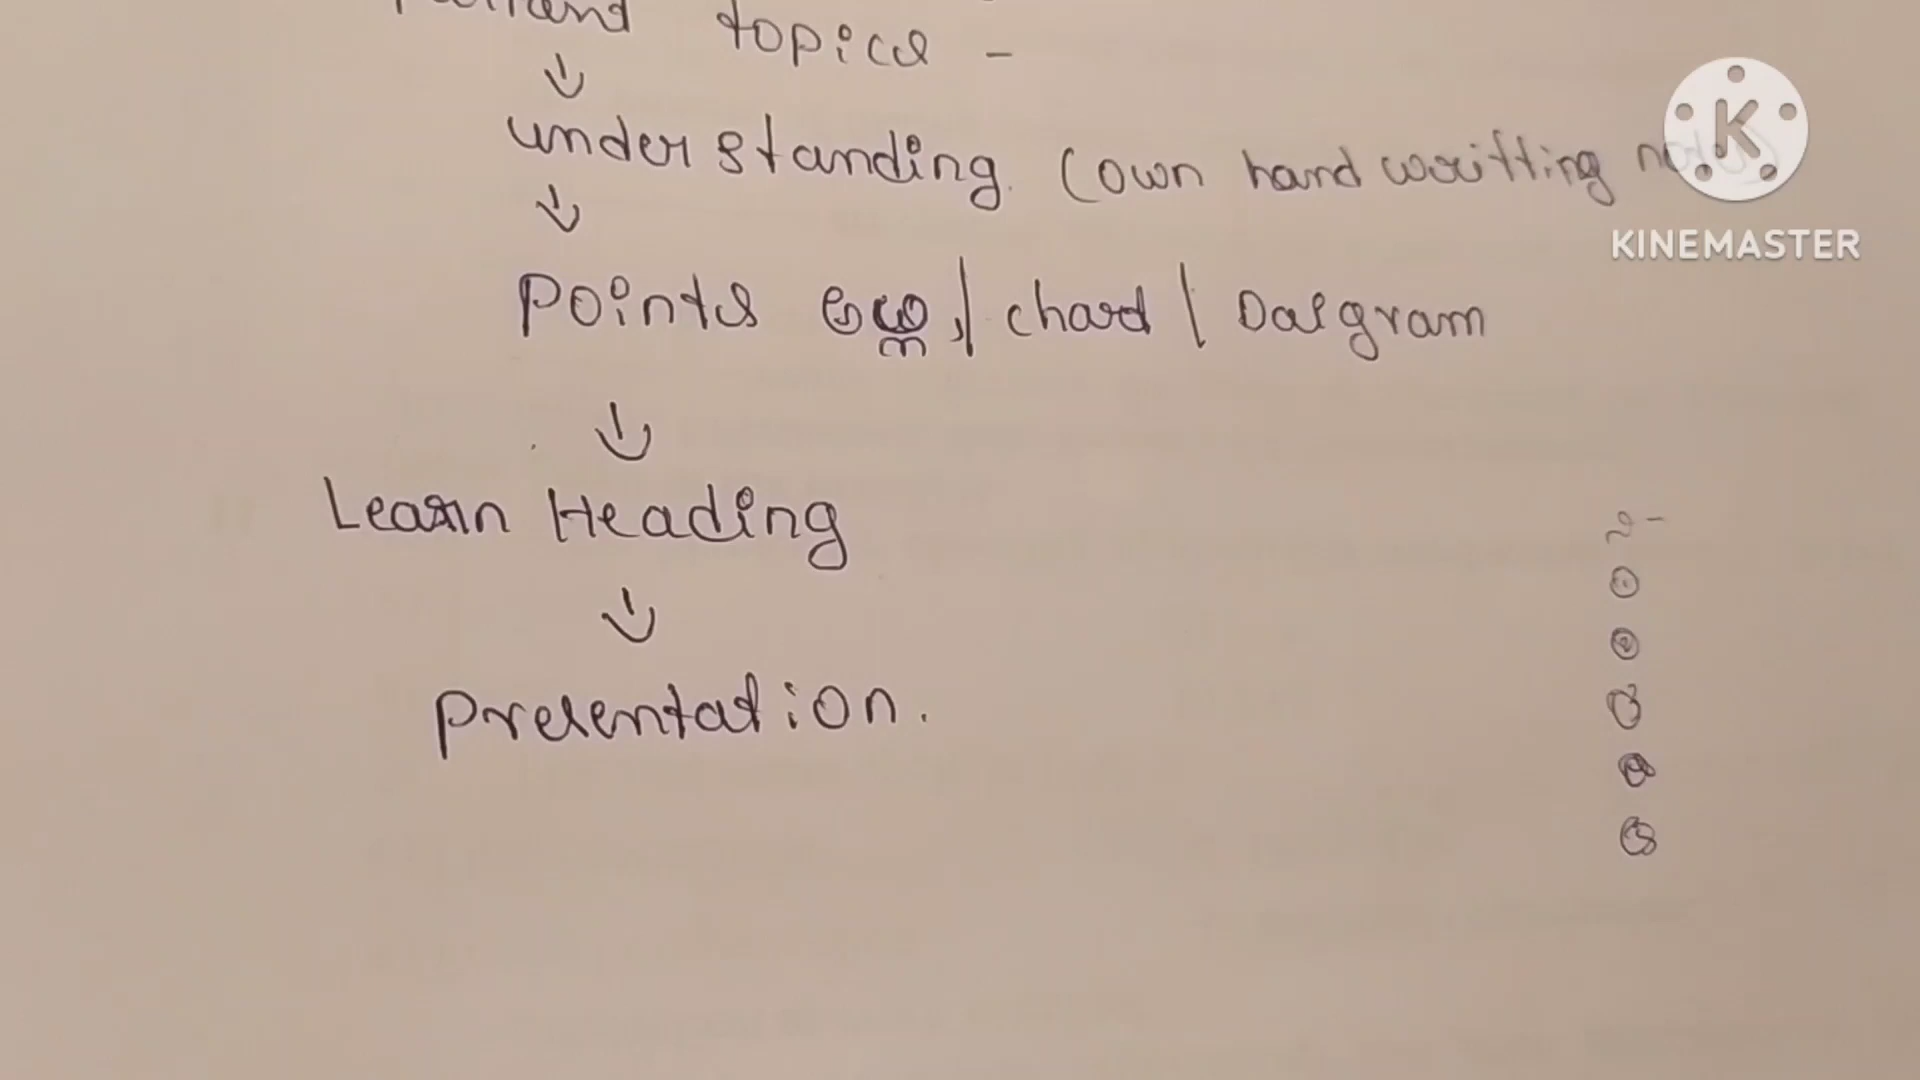 topics -
understanding. (own hand writting
Points / chard / Daigram
Learn Heading
Presentation.
KINEMASTER